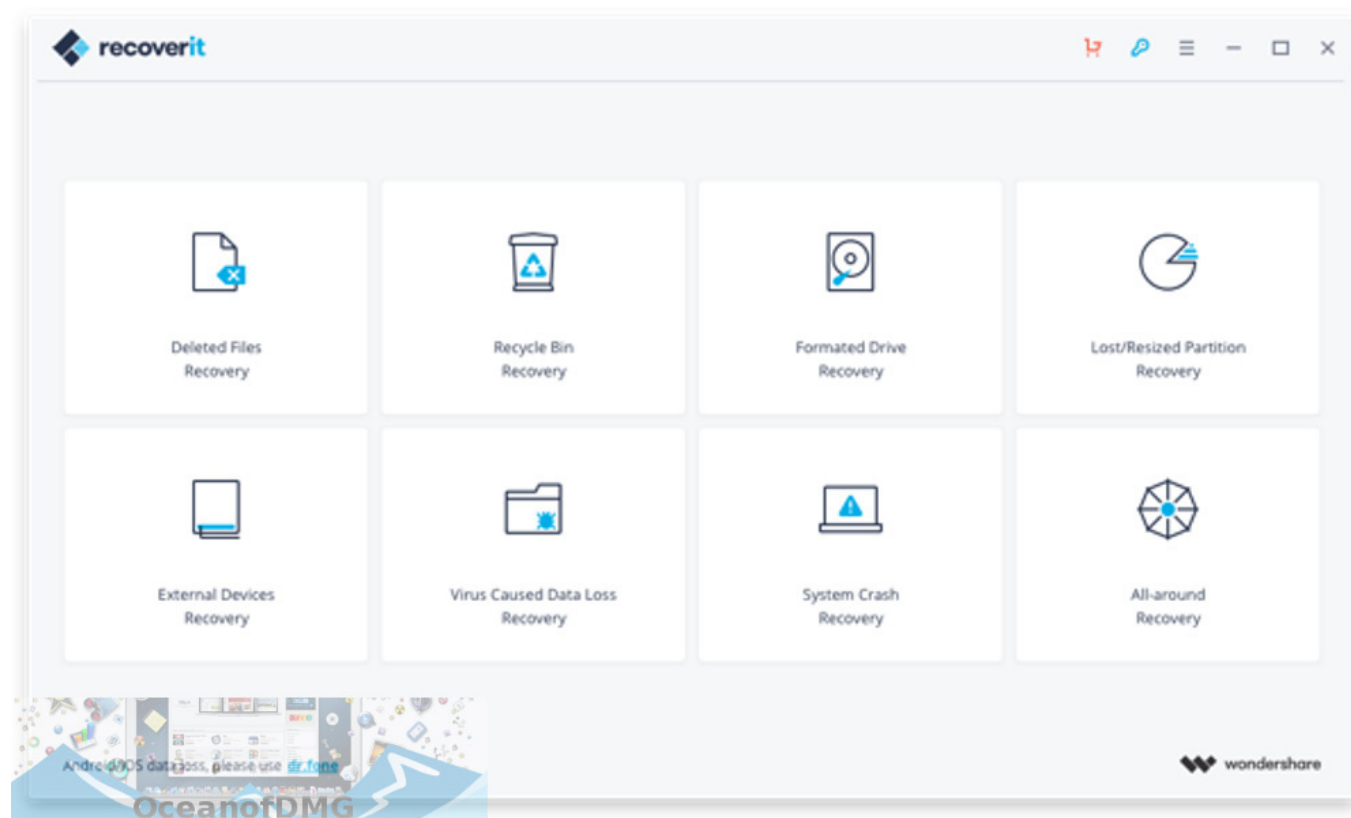 recoverit
Deleted Files
Recovery
Recycle Bin
Recovery
Formated Drive
Recovery
Lost/Resized Partition
Recovery
External Devices
Recovery
Virus Caused Data Loss
Recovery
System Crash
Recovery
All-around
Recovery
Android/iOS data loss, please use dr.fone
wondershare
OceanofDMG